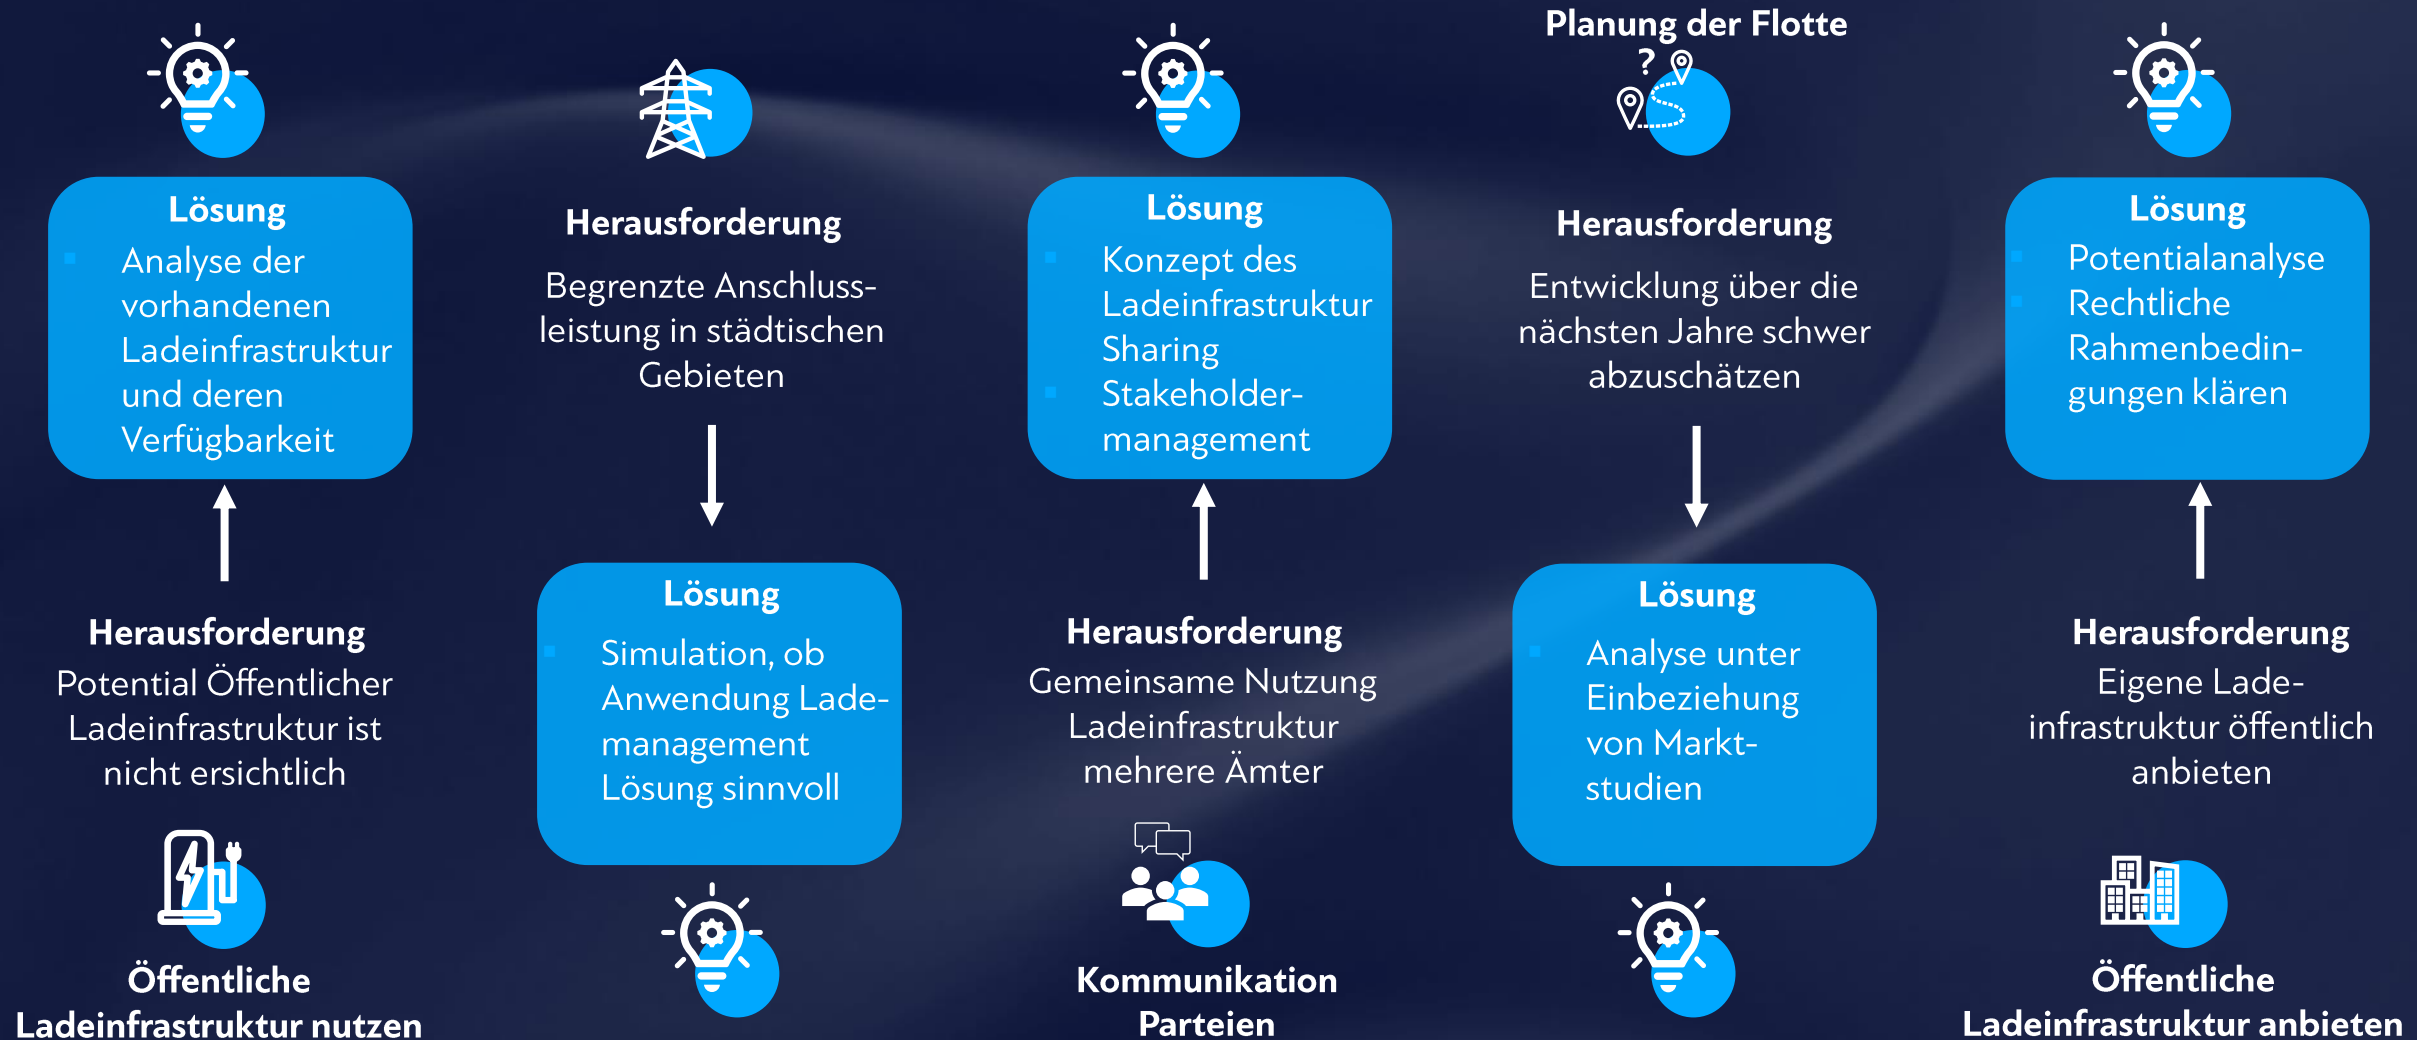 Lösung
Analyse der
vorhandenen
Ladeinfrastruktur
und deren
Verfügbarkeit
Herausforderung
Potential Öffentlicher
Ladeinfrastruktur ist
nicht ersichtlich
Öffentliche
Ladeinfrastruktur nutzen
Herausforderung
Begrenzte Anschluss-
leistung in städtischen
Gebieten
Lösung
Simulation, ob
Anwendung Lade-
management
Lösung sinnvoll
Lösung
Konzept des
Ladeinfrastruktur
Sharing
Stakeholder-
management
Herausforderung
Gemeinsame Nutzung
Ladeinfrastruktur
mehrere Ämter
Kommunikation
Parteien
Planung der Flotte
?
Herausforderung
Entwicklung über die
nächsten Jahre schwer
abzuschätzen
Lösung
Analyse unter
Einbeziehung
von Markt-
studien
Lösung
Potentialanalyse
Rechtliche
Rahmenbedin-
gungen klären
Herausforderung
Eigene Lade-
infrastruktur öffentlich
anbieten
Öffentliche
Ladeinfrastruktur anbieten